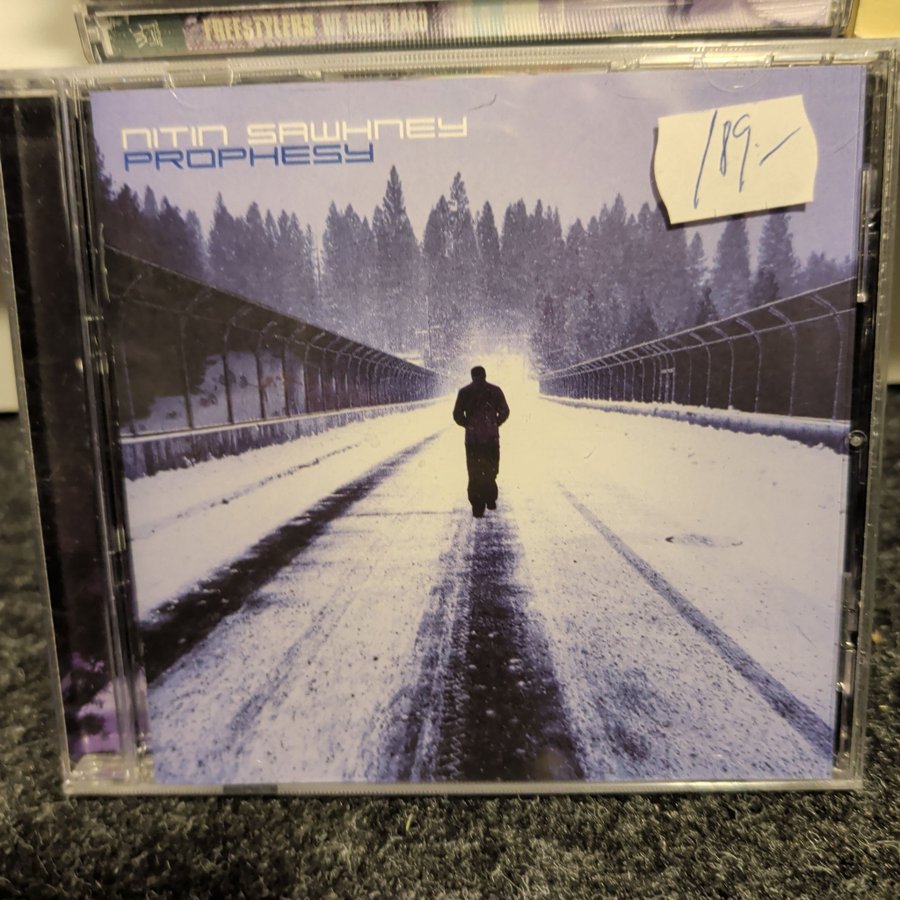 FREESTYLERS WE ROCK HARD
NITIN SAWHNEY
PROPHESY
189.-